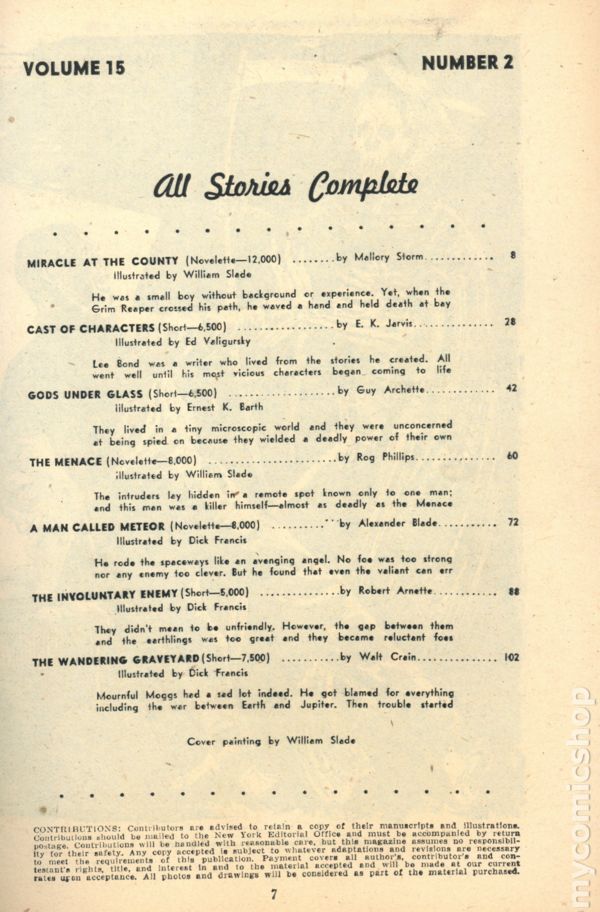 VOLUME 15 NUMBER 2
All Stories Complete
MIRACLE AT THE COUNTY (Novelette—12,000) ........by Mallory Storm............. 8
Illustrated by William Slade
He was a small boy without background or experience. Yet, when the
Grim Reaper crossed his path, he waved a hand and held death at bay
CAST OF CHARACTERS (Short—6,500) ..................by E. K. Jarvis............... 28
Illustrated by Ed Valigursky
Lee Bond was a writer who lived from the stories he created. All
went well until his most vicious characters began coming to life
GODS UNDER GLASS (Short—6,500) ....................by Guy Archette.............. 42
illustrated by Ernest K. Barth
They lived in a tiny microscopic world and they were unconcerned
at being spied on because they wielded a deadly power of their own
THE MENACE (Novelette—8,000) ........................by Rog Phillips............... 60
illustrated by William Slade
The intruders lay hidden in a remote spot known only to one man;
and this man was a killer himself—almost as deadly as the Menace
A MAN CALLED METEOR (Novelette—8,000) ............by Alexander Blade........... 72
Illustrated by Dick Francis
He rode the spaceways like an avenging angel. No foe was too strong
nor any enemy too clever. But he found that even the valiant can err
THE INVOLUNTARY ENEMY (Short—5,000) ...............by Robert Arnette............ 88
Illustrated by Dick Francis
They didn't mean to be unfriendly. However, the gap between them
and the earthlings was too great and they became reluctant foes
THE WANDERING GRAVEYARD (Short—7,500) ...........by Walt Crain............... 102
Illustrated by Dick Francis
Mournful Moggs had a sad lot indeed. He got blamed for everything
including the war between Earth and Jupiter. Then trouble started
Cover painting by William Slade
CONTRIBUTIONS: Contributors are advised to retain a copy of their manuscripts and illustrations.
Contributions should be mailed to the New York Editorial Office and must be accompanied by return
postage. Contributions will be handled with reasonable care, but this magazine assumes no responsibil-
ity for their safety. Any copy accepted is subject to whatever adaptations and revisions are necessary
to meet the requirements of this publication. Payment covers all author's, contributor's and con-
testant's rights, title, and interest in and to the material accepted and will be made at our current
rates upon acceptance. All photos and drawings will be considered as part of the material purchased.
7
mycomicshop